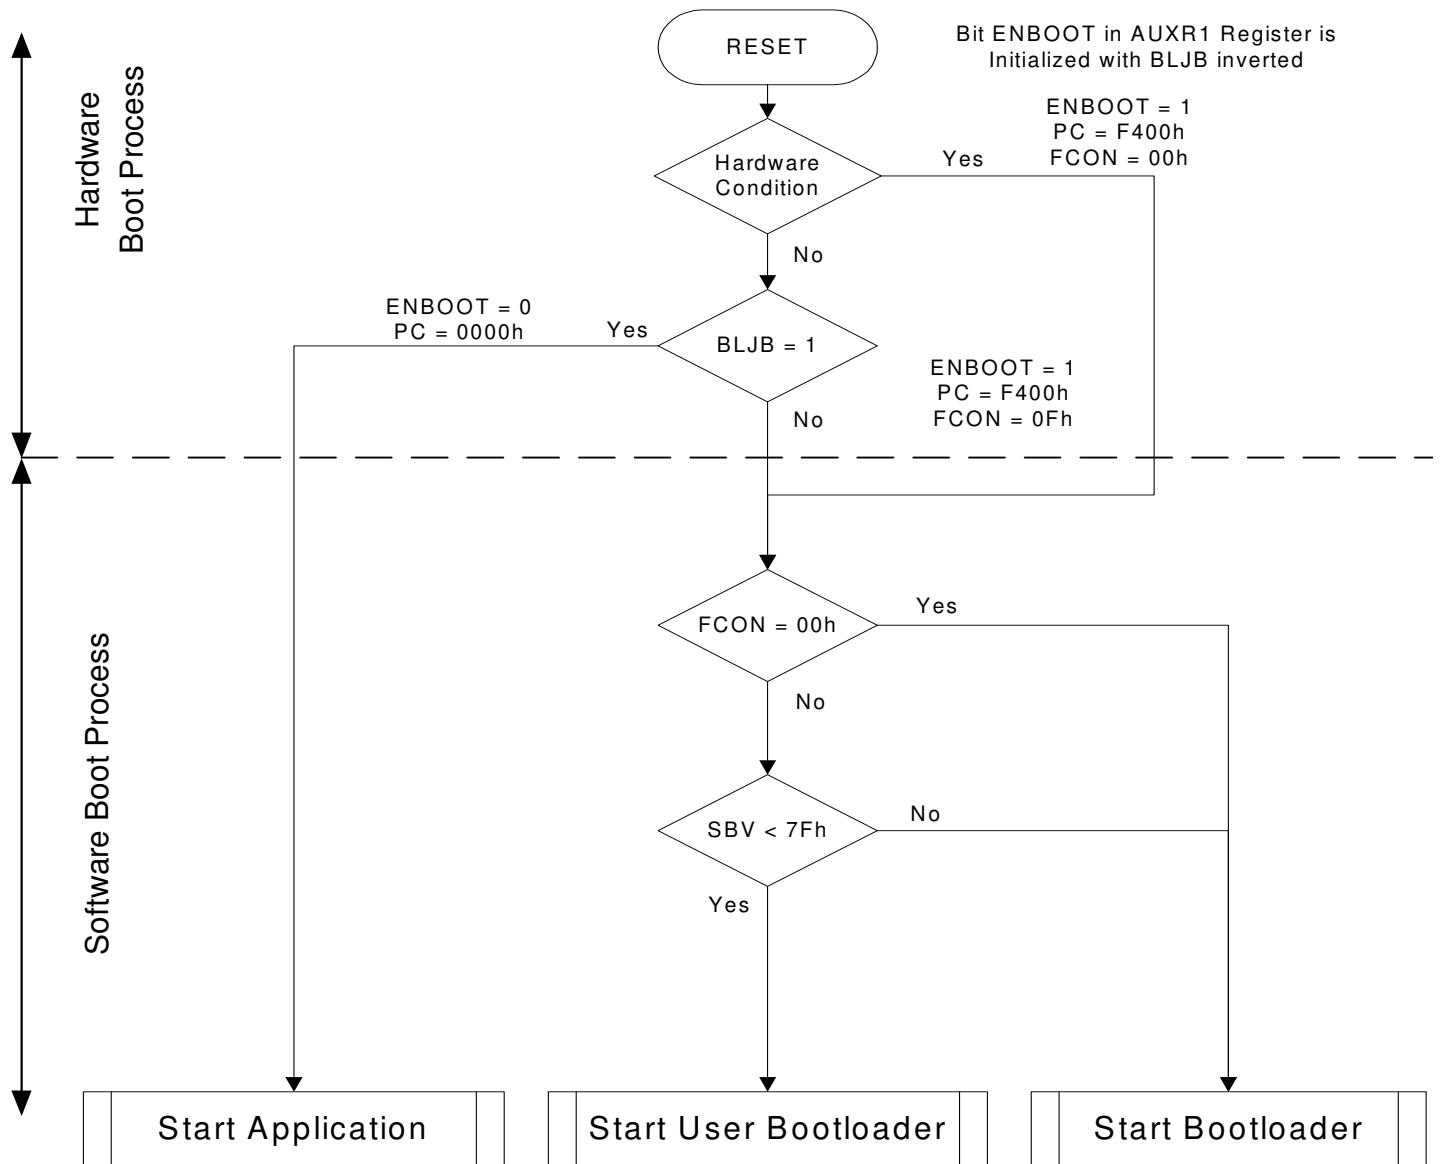 RESET
Bit ENBOOT in AUXR1 Register is
Initialized with BLJB inverted
Hardware
Boot Process
ENBOOT = 1
PC = F400h
FCON = 00h
Hardware
Condition
Yes
No
ENBOOT = 0
PC = 0000h
Yes
BLJB = 1
ENBOOT = 1
PC = F400h
FCON = 0Fh
No
Software Boot Process
FCON = 00h
Yes
No
SBV < 7Fh
No
Yes
Start Application
Start User Bootloader
Start Bootloader